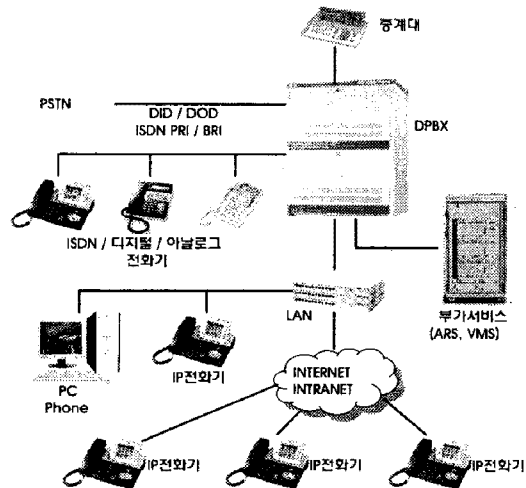 중계대
PSTN
DID / DOD
ISDN PRI / BRI
DPBX
ISDN / 디지털 / 아날로그
전화기
LAN
부가서비스
(ARS, VMS)
PC
Phone
IP전화기
INTERNET
INTRANET
IP전화기
IP전화기
IP전화기